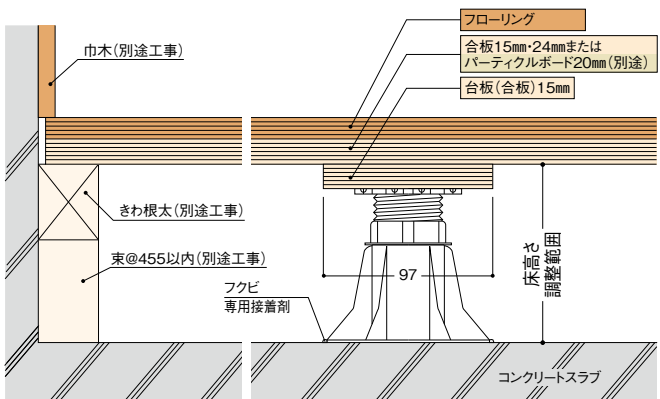 フローリング
巾木(別途工事)
合板15㎜・24㎜または
パーティクルボード20㎜(別途)
台板(合板)15㎜
きわ根太(別途工事)
束@455以内(別途工事)
97
フクビ
専用接着剤
床高さ
調整範囲
コンクリートスラブ